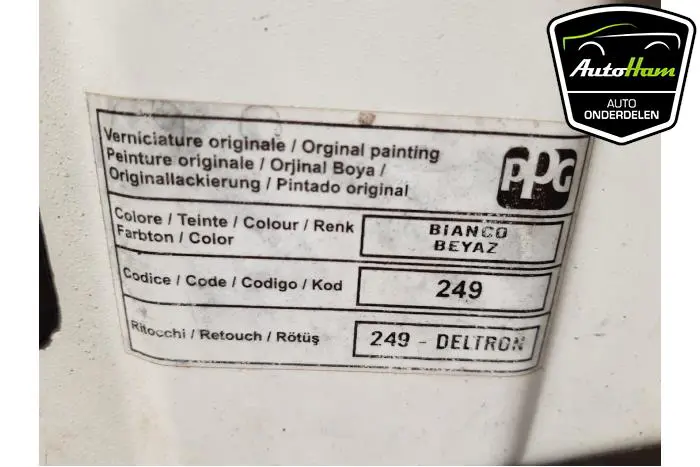 AutoHam
AUTO
ONDERDELEN
Verniciature originale / Orginal painting
Peinture originale / Orjinal Boya /
Originallackierung / Pintado original
PPG
Colore / Teinte / Colour / Renk
Farbton / Color
BIANCO
BEYAZ
Codice / Code / Codigo / Kod
249
Ritocchi / Retouch / Rötüş
249 - DELTRON